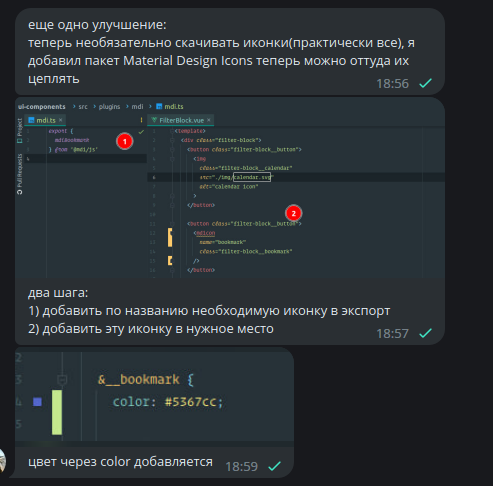 еще одно улучшение:
теперь необязательно скачивать иконки(практически все), я
добавил пакет Material Design Icons теперь можно оттуда их
цеплять
18:56
ui-components > src > plugins > mdi > mdi.ts
mdi.ts FilterBlock.vue
Project
Pull Requests
export {
mdiBookmark
} from '@mdi/js'
1
<template>
<div class="filter-block">
<button class="filter-block__button">
<img
class="filter-block__calendar"
src="./img/calendar.svg"
alt="calendar icon"
>
</button>
2
<button class="filter-block__button">
<mdicon
name="bookmark"
class="filter-block__bookmark"
/>
</button>
два шага:
1) добавить по названию необходимую иконку в экспорт
2) добавить эту иконку в нужное место
18:57
2
3 &__bookmark {
4 color: #5367cc;
5
цвет через color добавляется
18:59